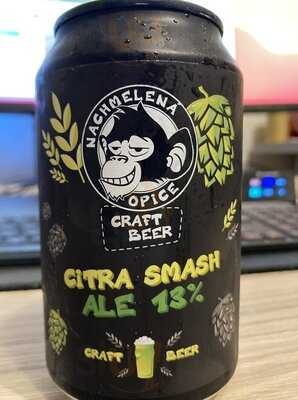 NACHMELENA
OPICE
CRAFT
BEER
CITRA SMASH
ALE 13%
CRAFT BEER